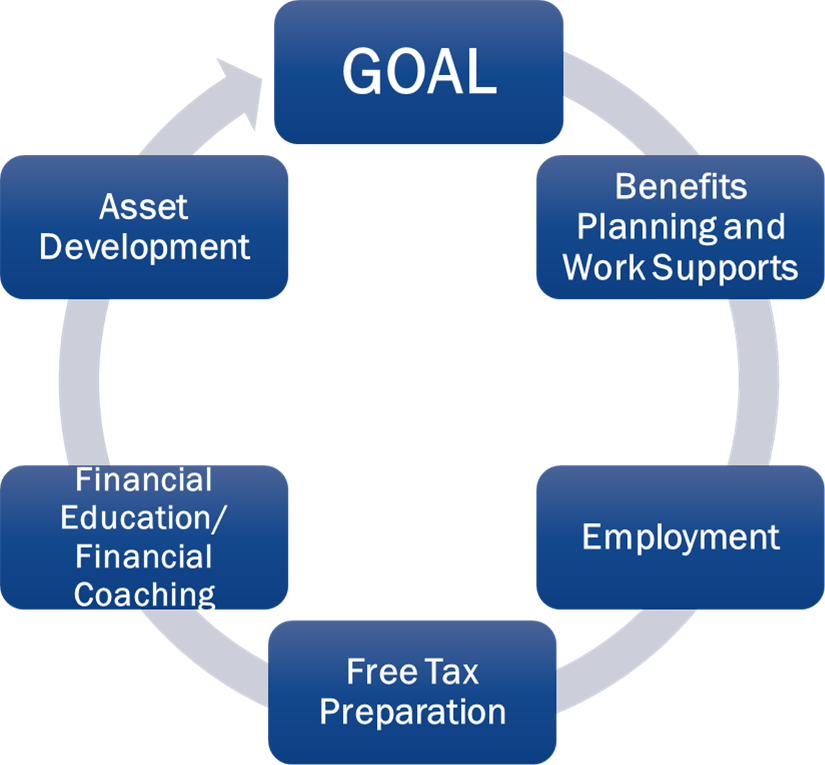 GOAL
Benefits
Planning and
Work Supports
Employment
Free Tax
Preparation
Financial
Education/
Financial
Coaching
Asset
Development